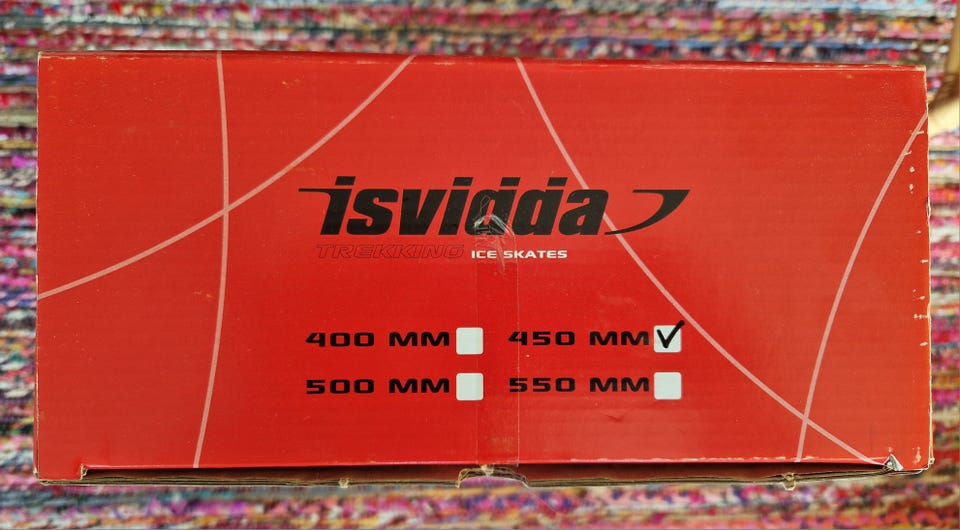 isvidda
TREKKING ICE SKATES
400 MM 450 MM
500 MM 550 MM